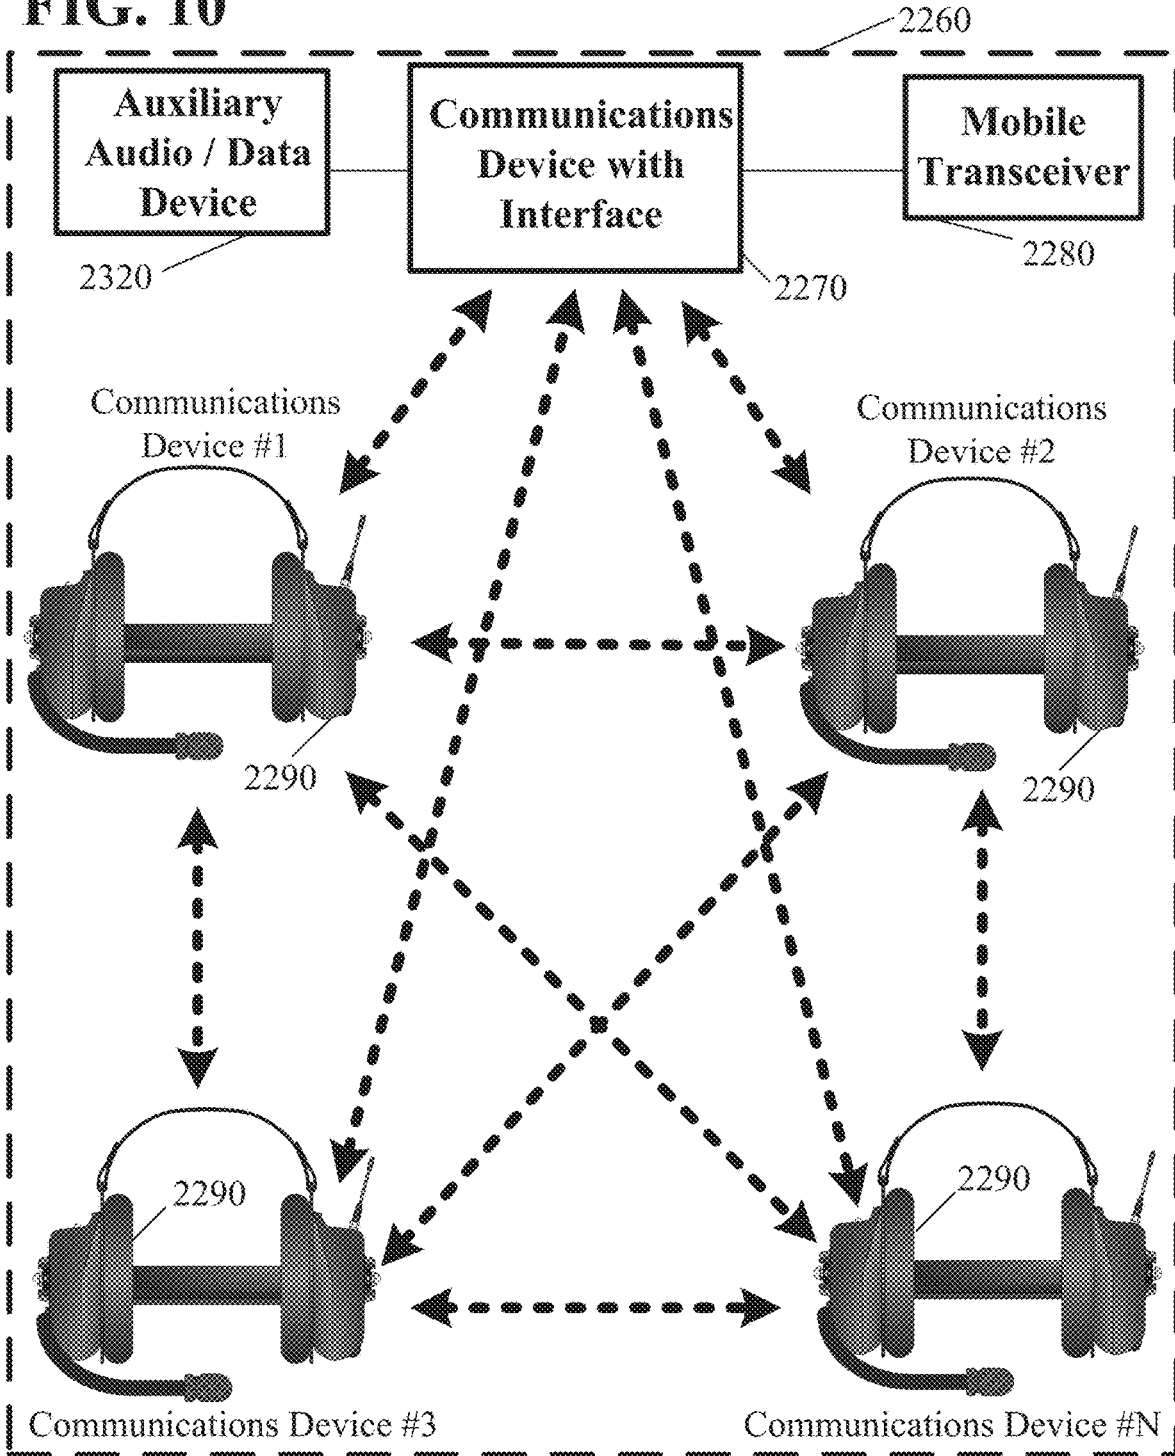 FIG. 10
2260
Auxiliary
Audio / Data
Device
Communications
Device with
Interface
Mobile
Transceiver
2320
2270
2280
Communications
Device #1
Communications
Device #2
2290
2290
2290
2290
Communications Device #3
Communications Device #N